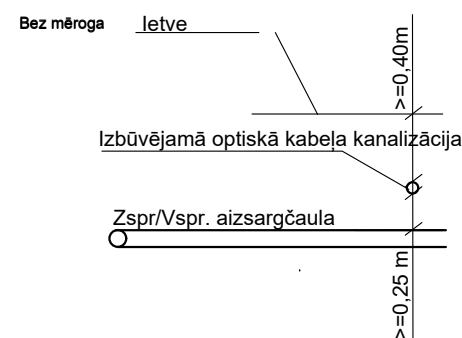 Bez mēroga
Ietve
>=0,40m
Izbūvējamā optiskā kabeļa kanalizācija
Zspr/Vspr. aizsargčaula
>=0,25 m